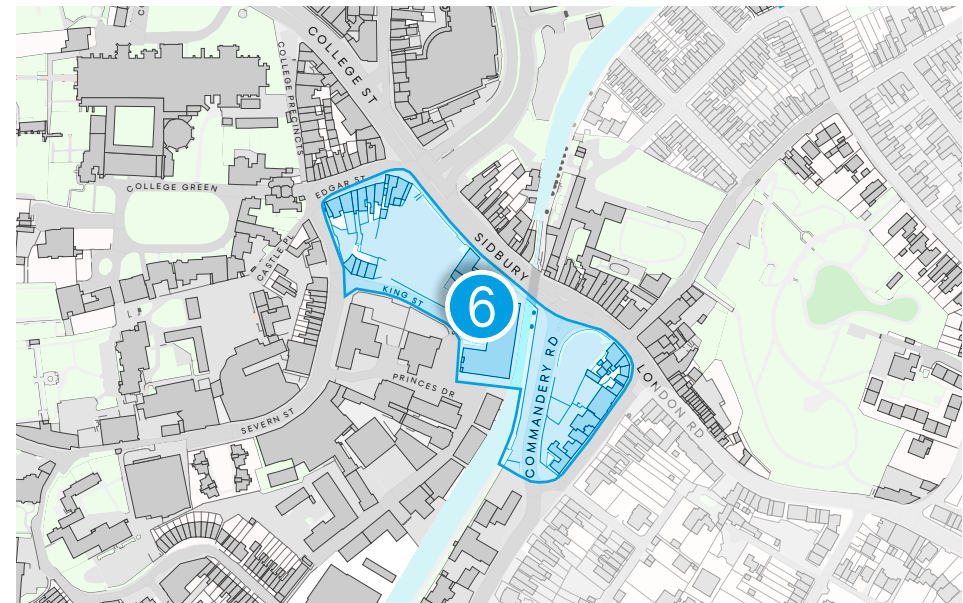 COLLEGE ST
COLLEGE PRECINCTS
EDGAR ST
COLLEGE GREEN
SIDBURY
CASTLE PL
KING ST
6
COMMANDERY RD
LONDON RD
PRINCES DR
SEVERN ST